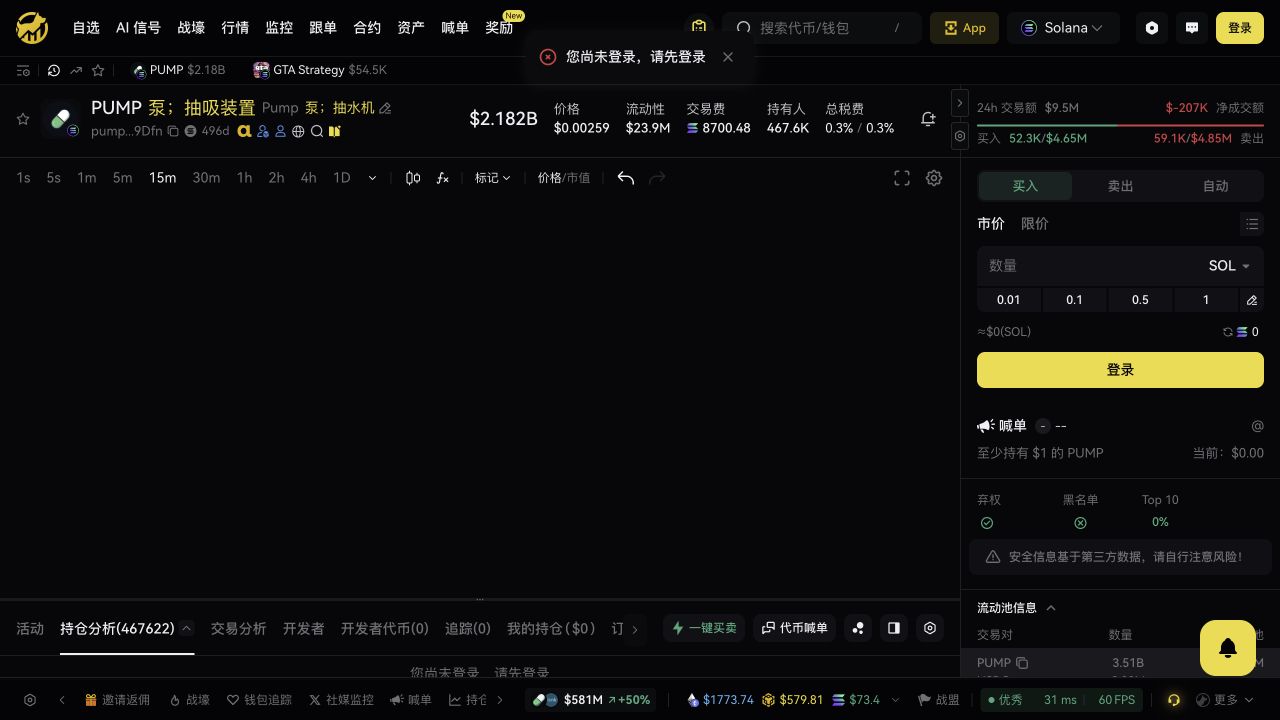 自选 AI 信号 战壕 行情 监控 跟单 合约 资产 喊单 奖励 New 搜索代币/钱包 / App Solana 登录
您尚未登录，请先登录
PUMP $2.18B GTA Strategy $54.5K
PUMP 泵；抽吸装置 Pump 泵；抽水机
pump...9Dfn 496d
$2.182B
价格 流动性 交易费 持有人 总税费
$0.00259 $23.9M 8700.48 467.6K 0.3% / 0.3%
24h 交易额 $9.5M $-207K 净成交额
买入 52.3K/$4.65M 59.1K/$4.85M 卖出
1s 5s 1m 5m 15m 30m 1h 2h 4h 1D 标记 价格/市值
买入 卖出 自动
市价 限价
数量 SOL
0.01 0.1 0.5 1
≈$0(SOL) 0
登录
喊单 - --
至少持有 $1 的 PUMP 当前：$0.00
弃权 黑名单 Top 10
0%
安全信息基于第三方数据，请自行注意风险！
流动池信息
交易对 数量
PUMP 3.51B
活动 持仓分析(467622) 交易分析 开发者 开发者代币(0) 追踪(0) 我的持仓($0) 订 一键买卖 代币喊单
您尚未登录，请先登录
邀请返佣 战壕 钱包追踪 社媒监控 喊单 持仓 $581M +50% $1773.74 $579.81 $73.4 战盟 优秀 31 ms 60 FPS 更多